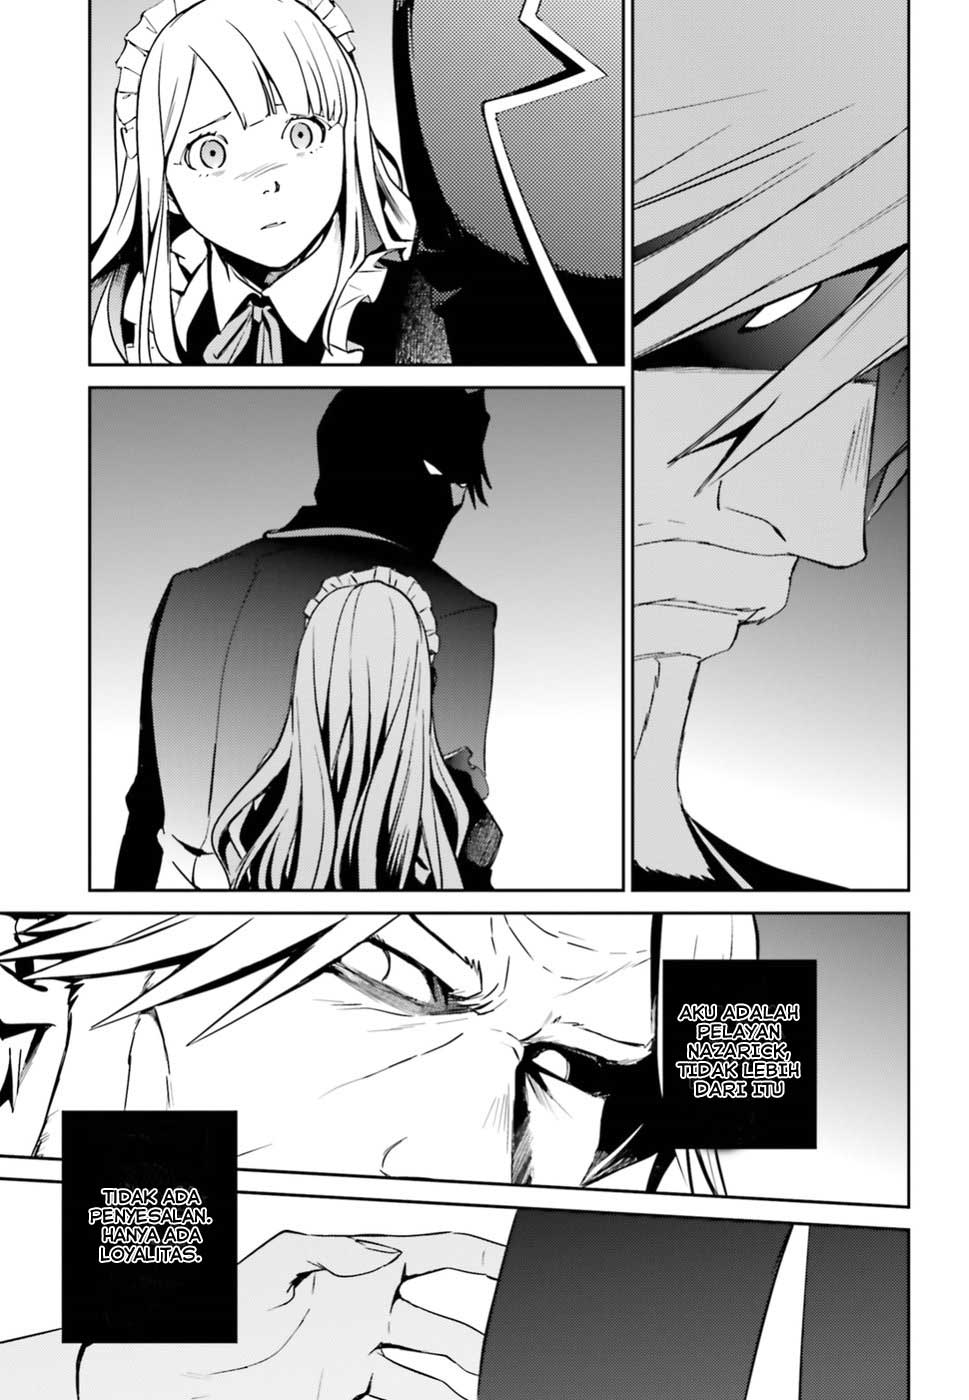 AKU ADALAH
PELAYAN
NAZARICK,
TIDAK LEBIH
DARI ITU
TIDAK ADA
PENYESALAN.
HANYA ADA
LOYALITAS.